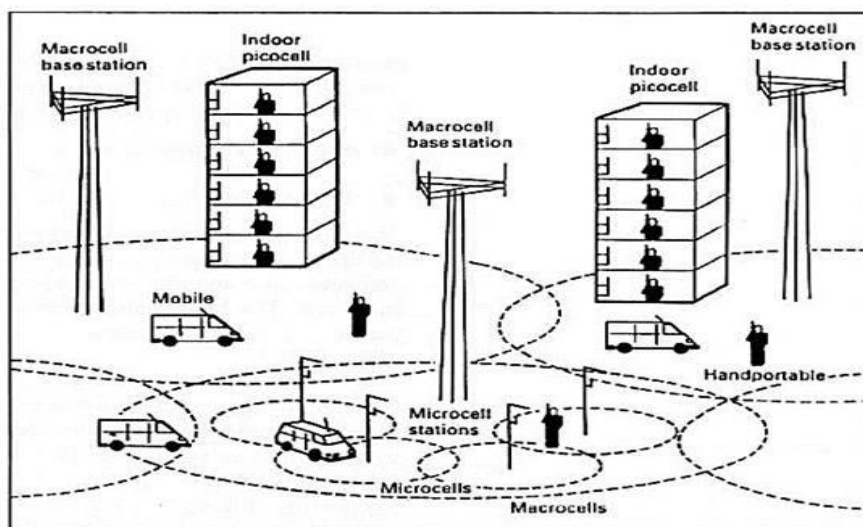 Macrocell
base station
Indoor
picocell
Macrocell
base station
Indoor
picocell
Macrocell
base station
Mobile
Handportable
Microcell
stations
Microcells
Macrocells